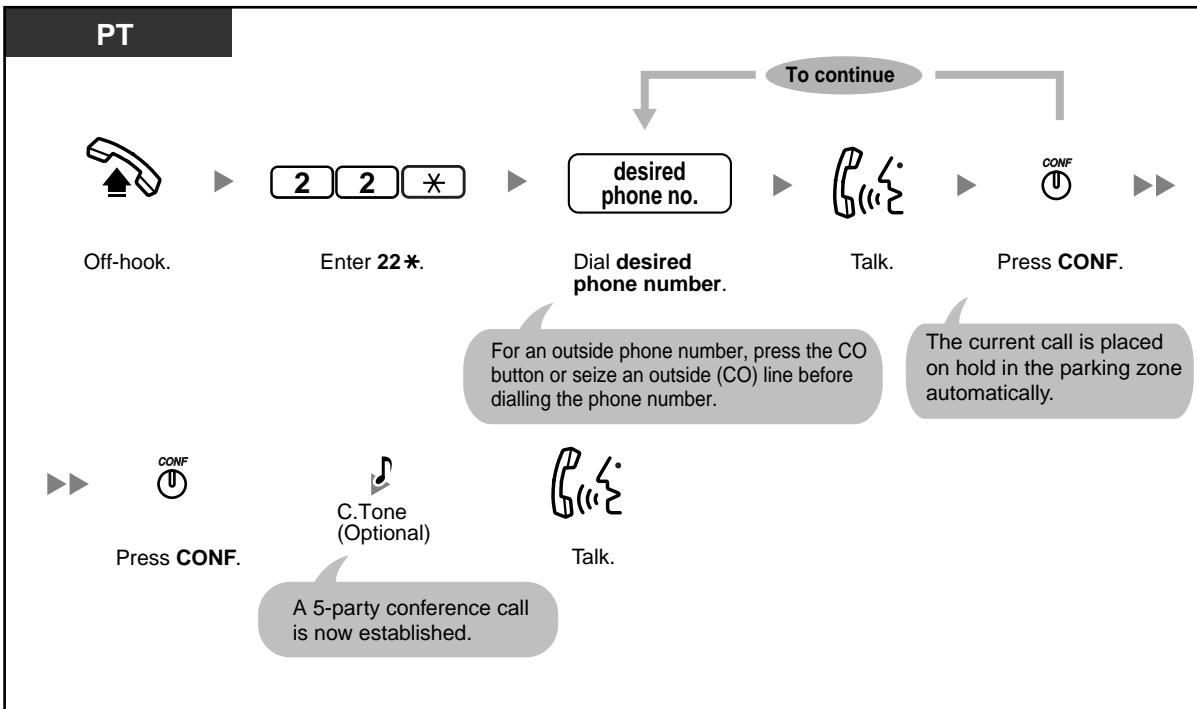 PT
To continue
2 2 ✳
desired
phone no.
CONF
Off-hook.
Enter 22✳.
Dial desired
phone number.
Talk.
Press CONF.
For an outside phone number, press the CO
button or seize an outside (CO) line before
dialling the phone number.
The current call is placed
on hold in the parking zone
automatically.
CONF
Press CONF.
C.Tone
(Optional)
Talk.
A 5-party conference call
is now established.